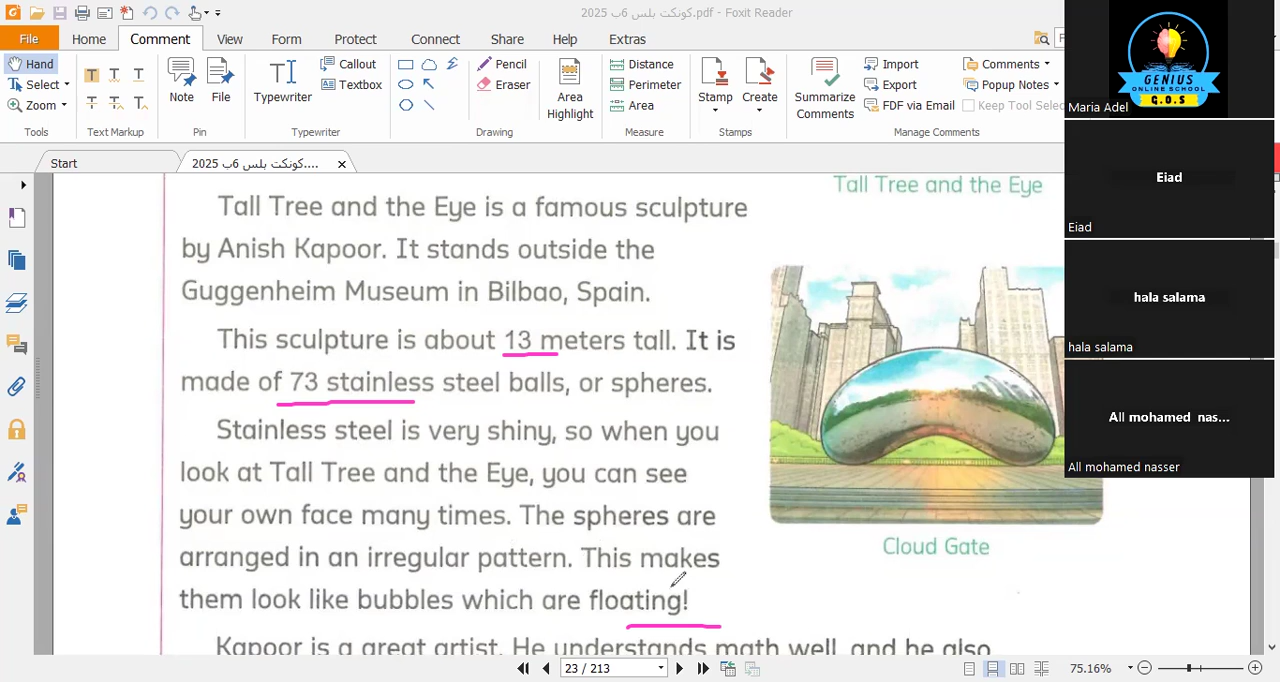 كونكت بلس 6ب 2025.pdf - Foxit Reader
File Home Comment View Form Protect Connect Share Help Extras
Hand
Select
Zoom
Tools
Text Markup
Note
File
Pin
Typewriter
Callout
Textbox
Typewriter
Pencil
Eraser
Area Highlight
Drawing
Distance
Perimeter
Area
Measure
Stamp
Create
Stamps
Summarize Comments
Import
Export
FDP via Email
Comments
Popup Notes
Keep Tool Selec
Manage Comments
Start
كونكت بلس 6ب 2025....
Tall Tree and the Eye
Tall Tree and the Eye is a famous sculpture
by Anish Kapoor. It stands outside the
Guggenheim Museum in Bilbao, Spain.
This sculpture is about 13 meters tall. It is
made of 73 stainless steel balls, or spheres.
Stainless steel is very shiny, so when you
look at Tall Tree and the Eye, you can see
your own face many times. The spheres are
arranged in an irregular pattern. This makes
them look like bubbles which are floating!
Kapoor is a great artist. He understands math well, and he also
Cloud Gate
GENIUS
ONLINE SCHOOL
G.O.S
Maria Adel
Eiad
Eiad
hala salama
hala salama
All mohamed nas...
All mohamed nasser
23 / 213
75.16%